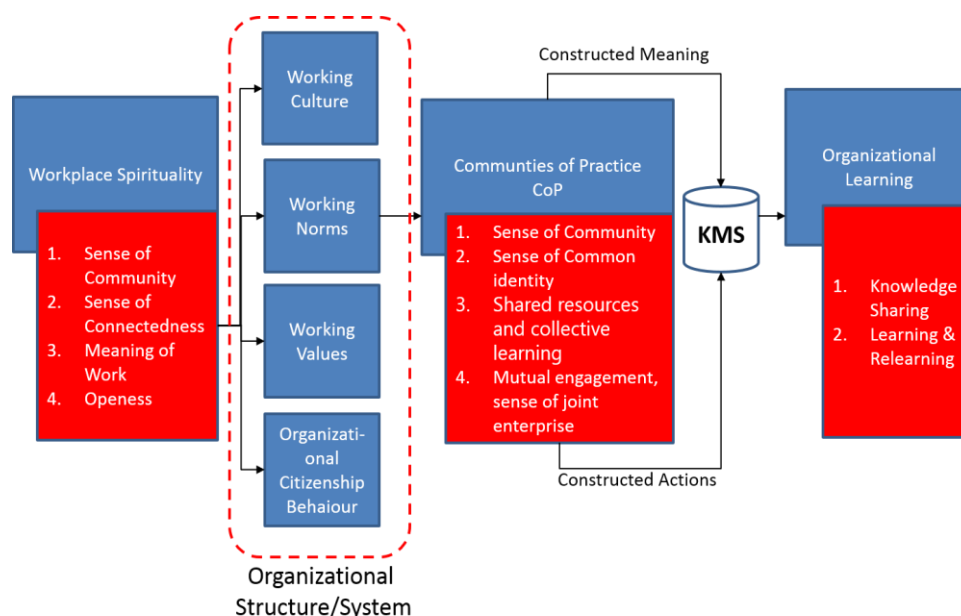 Workplace Spirituality
1. Sense of
Community
2. Sense of
Connectedness
3. Meaning of
Work
4. Openess
Working
Culture
Working
Norms
Working
Values
Organizati-
onal
Citizenship
Behaiour
Organizational
Structure/System
Communties of Practice
CoP
1. Sense of Community
2. Sense of Common
identity
3. Shared resources
and collective
learning
4. Mutual engagement,
sense of joint
enterprise
Constructed Meaning
Constructed Actions
KMS
Organizational
Learning
1. Knowledge
Sharing
2. Learning &
Relearning